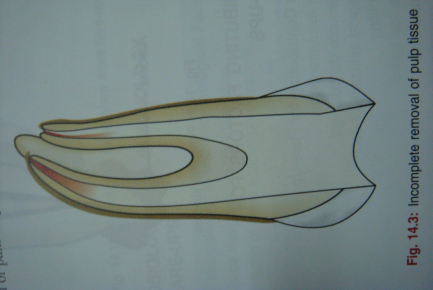 Fig. 14.3: Incomplete removal of pulp tissue